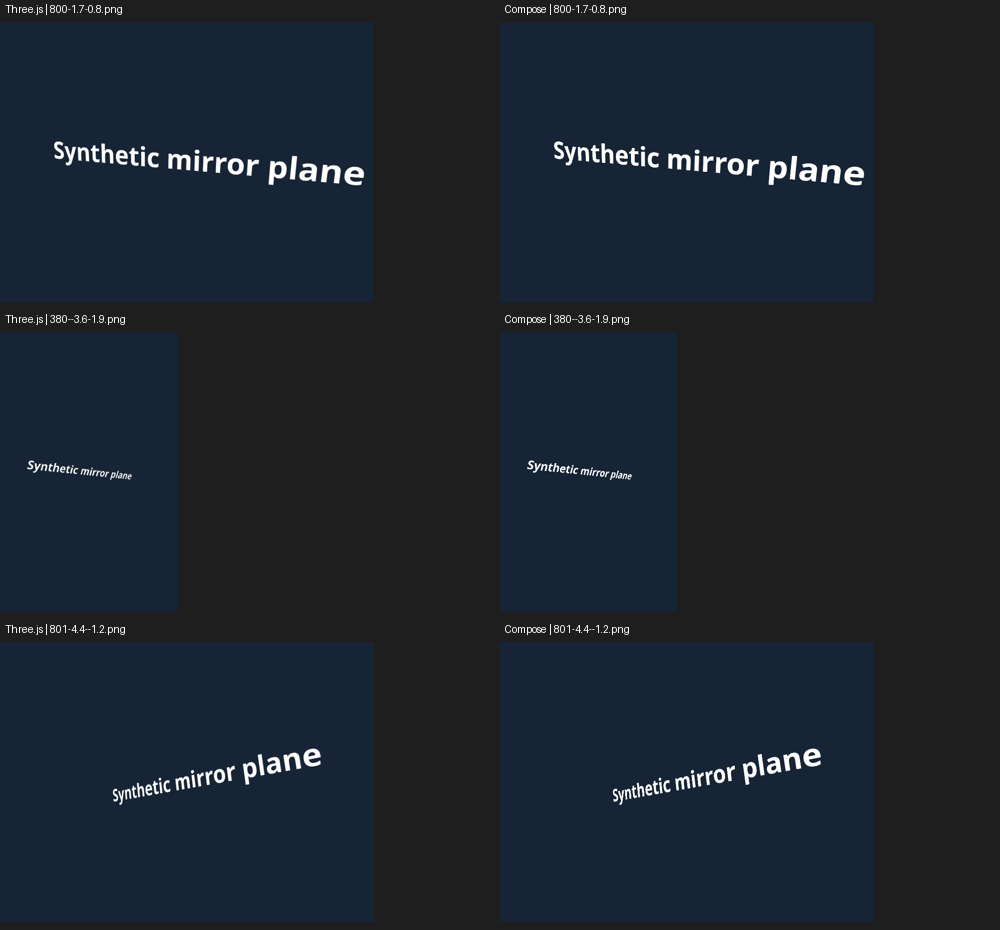 Three.js | 800-1.7-0.8.png
Compose | 800-1.7-0.8.png
Synthetic mirror plane
Synthetic mirror plane
Three.js | 380--3.6-1.9.png
Compose | 380--3.6-1.9.png
Synthetic mirror plane
Synthetic mirror plane
Three.js | 801-4.4--1.2.png
Compose | 801-4.4--1.2.png
Synthetic mirror plane
Synthetic mirror plane